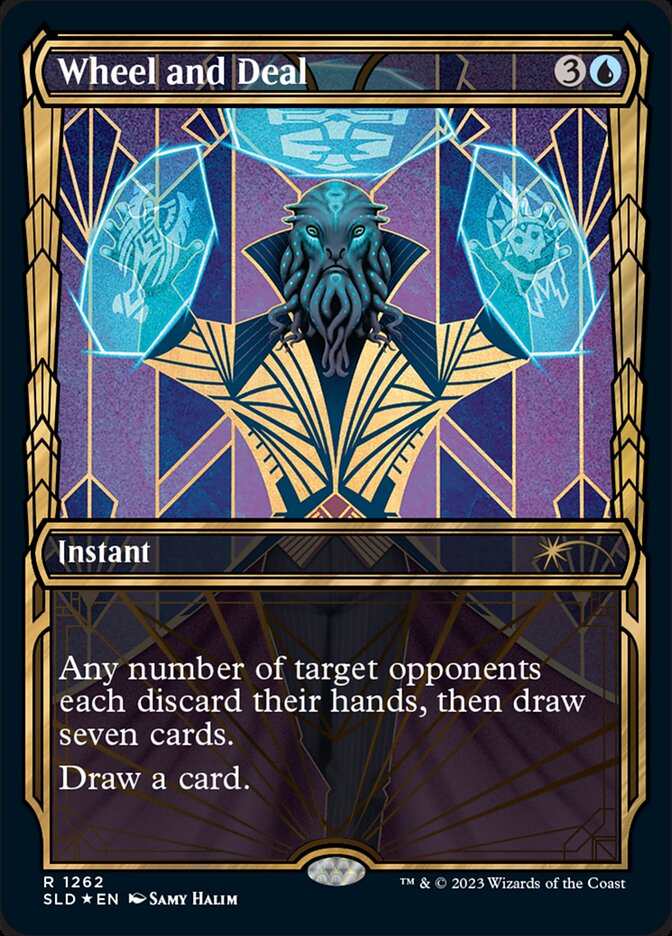 Wheel and Deal 3
Instant
Any number of target opponents
each discard their hands, then draw
seven cards.
Draw a card.
R 1262
SLD ★ EN Samy Halim
™ & © 2023 Wizards of the Coast